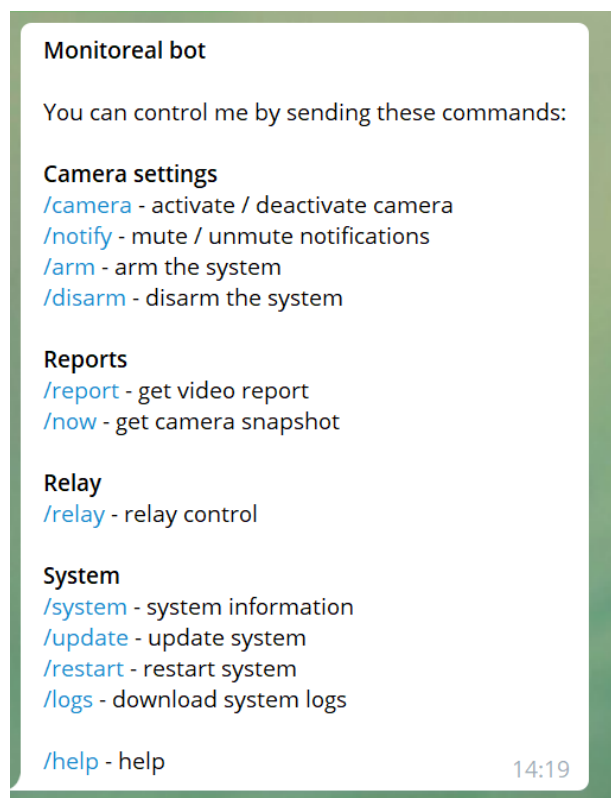 Monitoreal bot
You can control me by sending these commands:
Camera settings
/camera - activate / deactivate camera
/notify - mute / unmute notifications
/arm - arm the system
/disarm - disarm the system
Reports
/report - get video report
/now - get camera snapshot
Relay
/relay - relay control
System
/system - system information
/update - update system
/restart - restart system
/logs - download system logs
/help - help
14:19